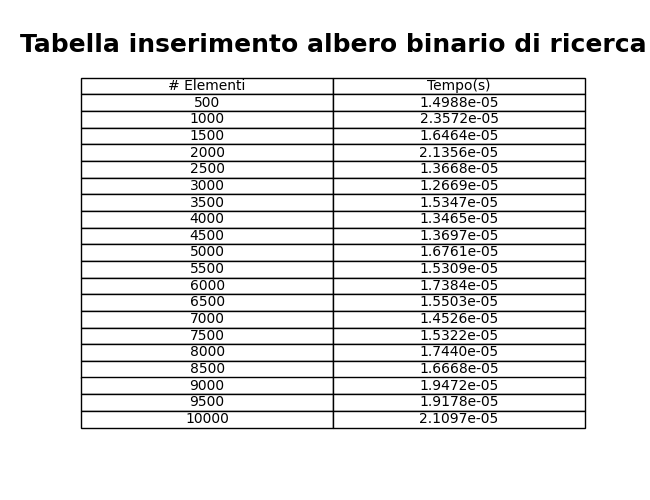 Tabella inserimento albero binario di ricerca
# Elementi Tempo(s)
500 1.4988e-05
1000 2.3572e-05
1500 1.6464e-05
2000 2.1356e-05
2500 1.3668e-05
3000 1.2669e-05
3500 1.5347e-05
4000 1.3465e-05
4500 1.3697e-05
5000 1.6761e-05
5500 1.5309e-05
6000 1.7384e-05
6500 1.5503e-05
7000 1.4526e-05
7500 1.5322e-05
8000 1.7440e-05
8500 1.6668e-05
9000 1.9472e-05
9500 1.9178e-05
10000 2.1097e-05